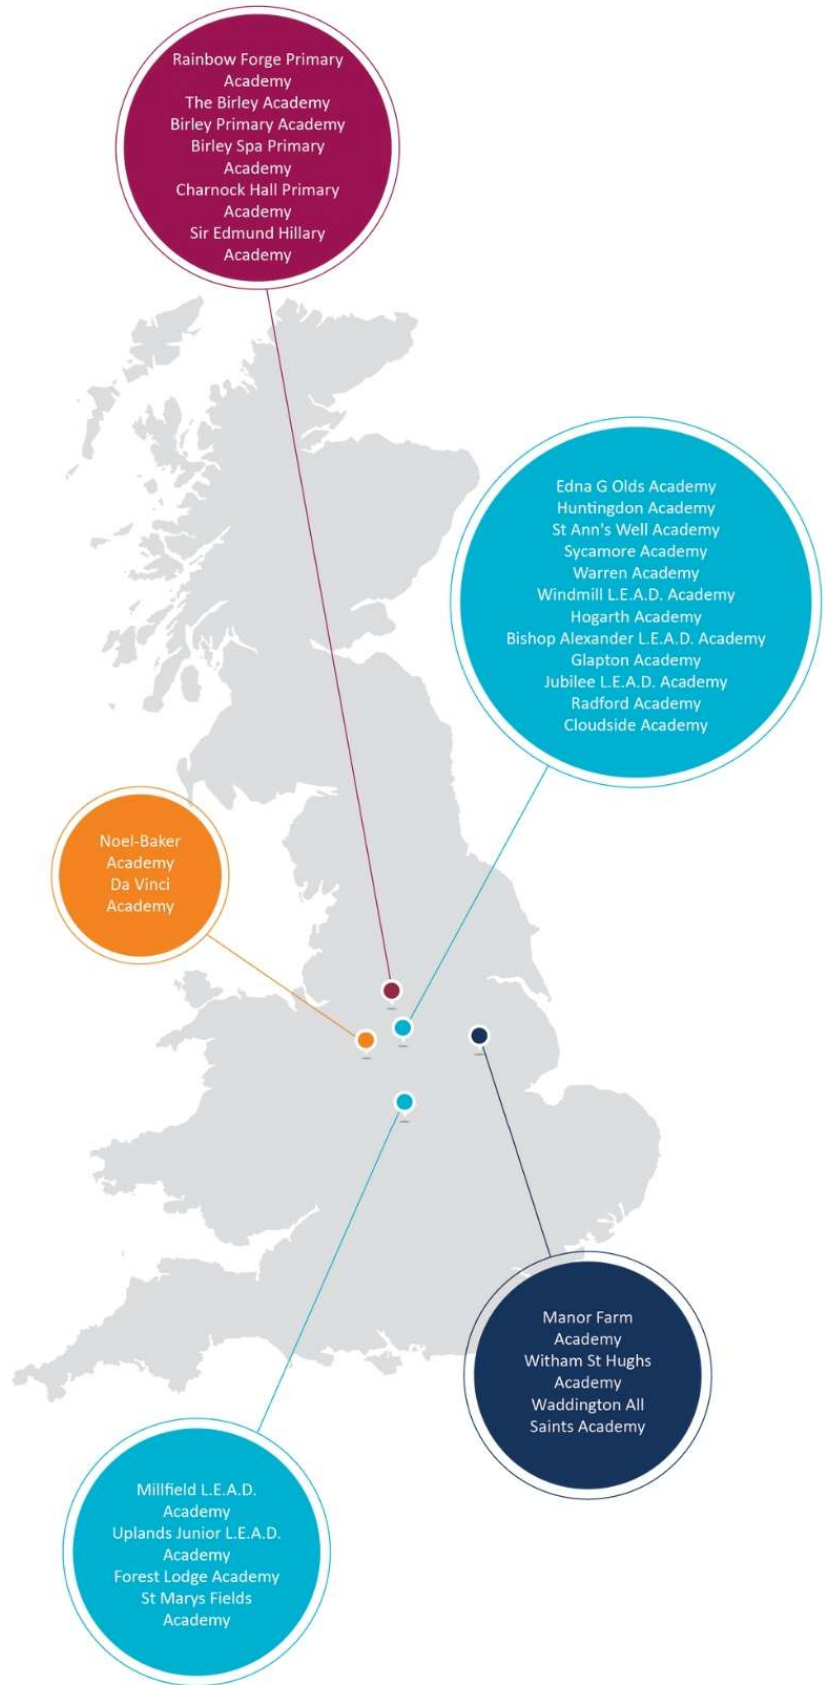 Rainbow Forge Primary
Academy
The Birley Academy
Birley Primary Academy
Birley Spa Primary
Academy
Charnock Hall Primary
Academy
Sir Edmund Hillary
Academy
Edna G Olds Academy
Huntingdon Academy
St Ann's Well Academy
Sycamore Academy
Warren Academy
Windmill L.E.A.D. Academy
Hogarth Academy
Bishop Alexander L.E.A.D. Academy
Glapton Academy
Jubilee L.E.A.D. Academy
Radford Academy
Cloudside Academy
Noel-Baker
Academy
Da Vinci
Academy
Manor Farm
Academy
Witham St Hughs
Academy
Waddington All
Saints Academy
Millfield L.E.A.D.
Academy
Uplands Junior L.E.A.D.
Academy
Forest Lodge Academy
St Marys Fields
Academy